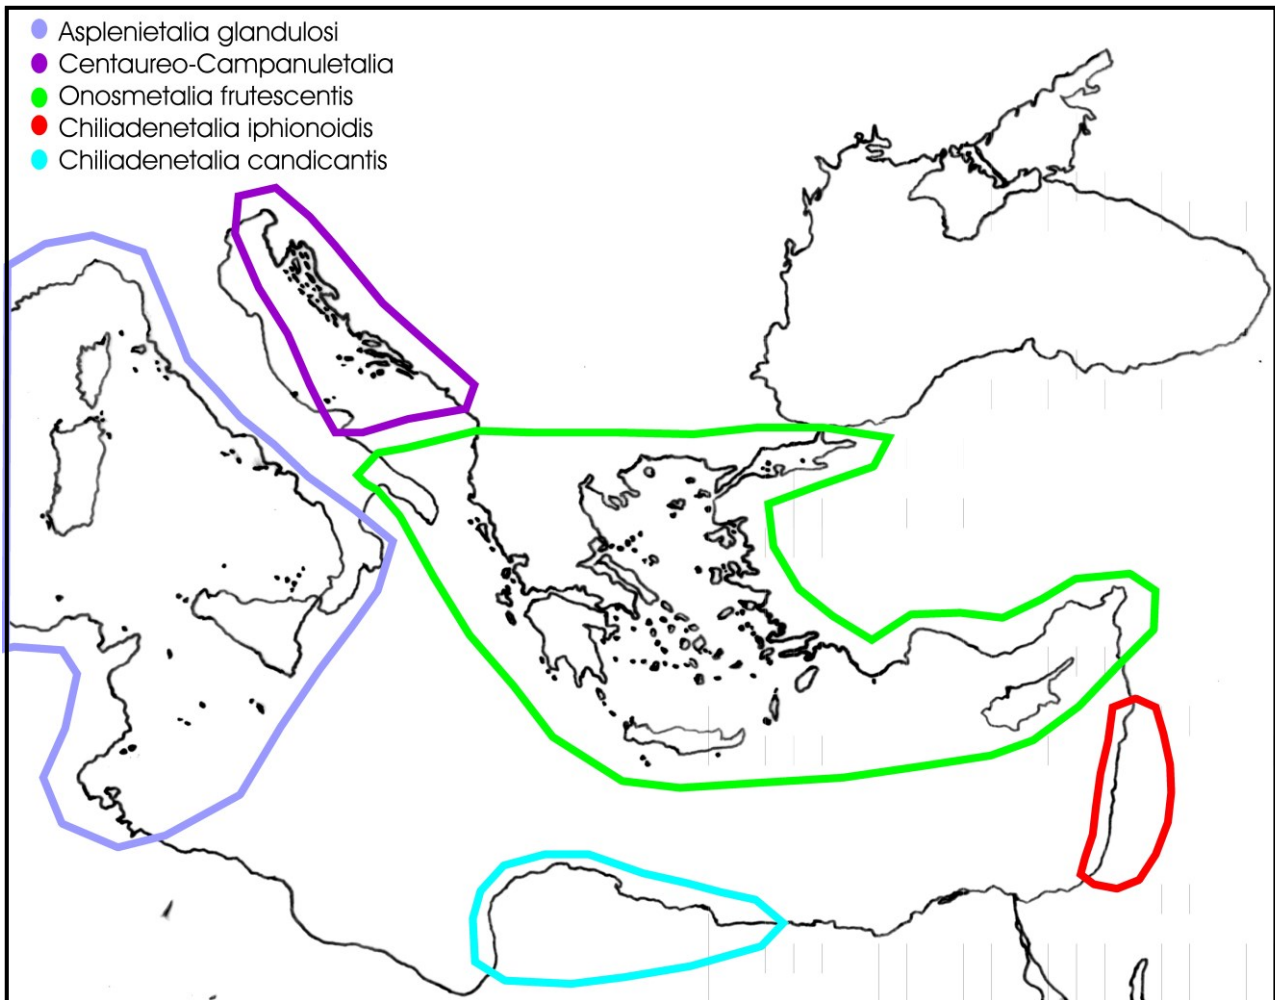 Asplenietalia glandulosi
Centaureo-Campanuletalia
Onosmetalia frutescentis
Chiliadenetalia iphionoidis
Chiliadenetalia candicantis